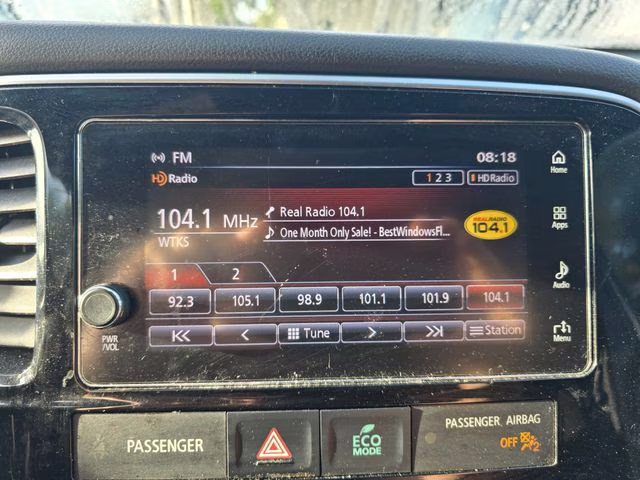 FM
08:18
HD Radio
1 2 3
HD Radio
104.1 MHz
WTKS
Real Radio 104.1
One Month Only Sale! - BestWindowsFl...
REALRADIO
104.1
1
2
92.3
105.1
98.9
101.1
101.9
104.1
Tune
Station
Home
Apps
Audio
Menu
PWR
/VOL
PASSENGER
ECO
MODE
PASSENGER AIRBAG
OFF
2